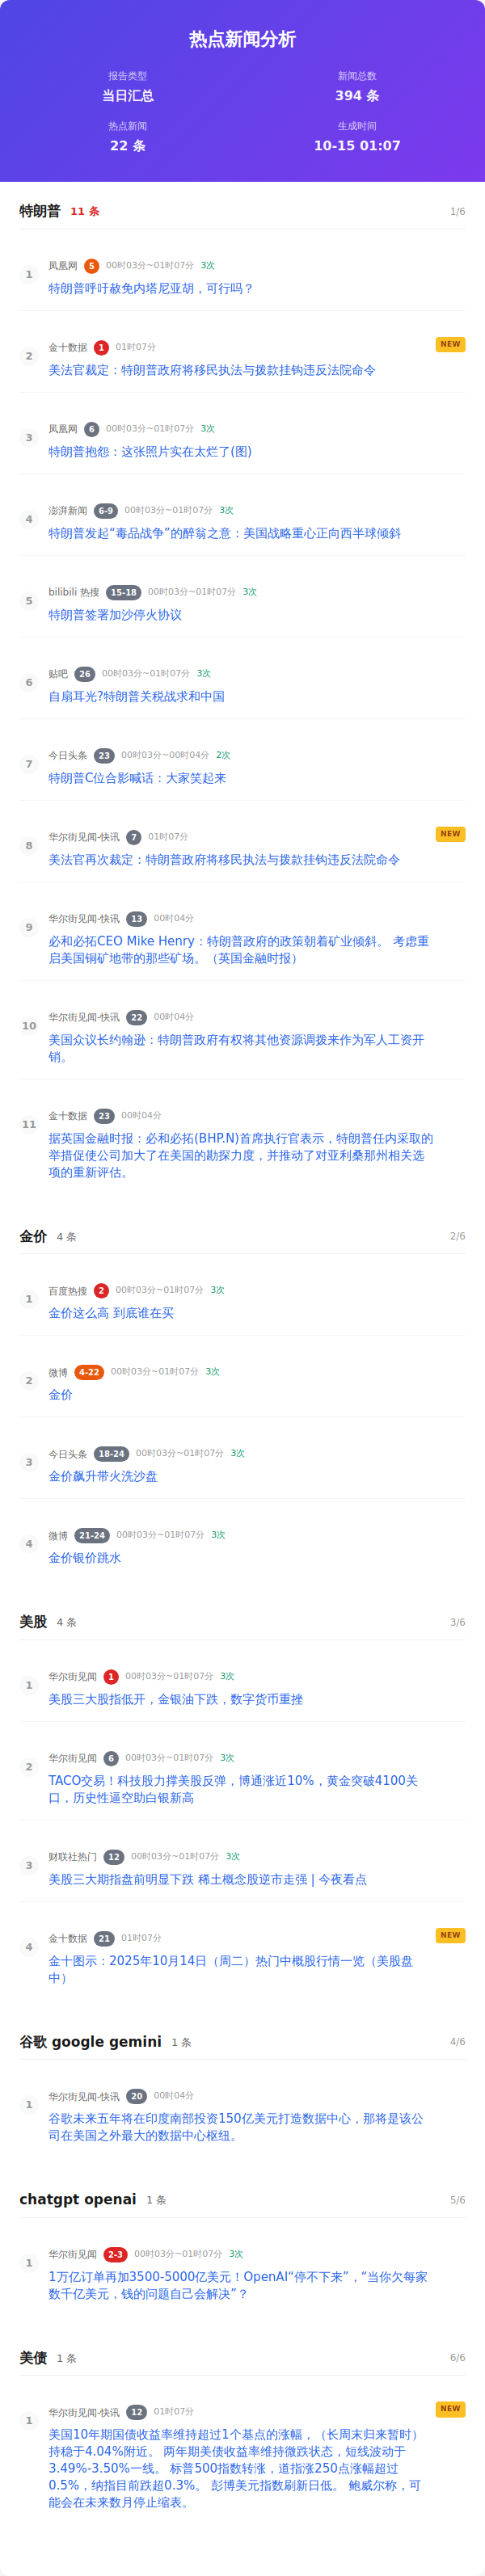 热点新闻分析
报告类型
当日汇总
新闻总数
394 条
热点新闻
22 条
生成时间
10-15 01:07
特朗普 11 条 1/6
1
凤凰网 5 00时03分~01时07分 3次
特朗普呼吁赦免内塔尼亚胡，可行吗？
2
金十数据 1 01时07分 NEW
美法官裁定：特朗普政府将移民执法与拨款挂钩违反法院命令
3
凤凰网 6 00时03分~01时07分 3次
特朗普抱怨：这张照片实在太烂了(图)
4
澎湃新闻 6-9 00时03分~01时07分 3次
特朗普发起“毒品战争”的醉翁之意：美国战略重心正向西半球倾斜
5
bilibili 热搜 15-18 00时03分~01时07分 3次
特朗普签署加沙停火协议
6
贴吧 26 00时03分~01时07分 3次
自扇耳光?特朗普关税战求和中国
7
今日头条 23 00时03分~00时04分 2次
特朗普C位合影喊话：大家笑起来
8
华尔街见闻-快讯 7 01时07分 NEW
美法官再次裁定：特朗普政府将移民执法与拨款挂钩违反法院命令
9
华尔街见闻-快讯 13 00时04分
必和必拓CEO Mike Henry：特朗普政府的政策朝着矿业倾斜。 考虑重
启美国铜矿地带的那些矿场。（英国金融时报）
10
华尔街见闻-快讯 22 00时04分
美国众议长约翰逊：特朗普政府有权将其他资源调拨来作为军人工资开
销。
11
金十数据 23 00时04分
据英国金融时报：必和必拓(BHP.N)首席执行官表示，特朗普任内采取的
举措促使公司加大了在美国的勘探力度，并推动了对亚利桑那州相关选
项的重新评估。
金价 4 条 2/6
1
百度热搜 2 00时03分~01时07分 3次
金价这么高 到底谁在买
2
微博 4-22 00时03分~01时07分 3次
金价
3
今日头条 18-24 00时03分~01时07分 3次
金价飙升带火洗沙盘
4
微博 21-24 00时03分~01时07分 3次
金价银价跳水
美股 4 条 3/6
1
华尔街见闻 1 00时03分~01时07分 3次
美股三大股指低开，金银油下跌，数字货币重挫
2
华尔街见闻 6 00时03分~01时07分 3次
TACO交易！科技股力撑美股反弹，博通涨近10%，黄金突破4100关
口，历史性逼空助白银新高
3
财联社热门 12 00时03分~01时07分 3次
美股三大期指盘前明显下跌 稀土概念股逆市走强 | 今夜看点
4
金十数据 21 01时07分 NEW
金十图示：2025年10月14日（周二）热门中概股行情一览（美股盘
中）
谷歌 google gemini 1 条 4/6
1
华尔街见闻-快讯 20 00时04分
谷歌未来五年将在印度南部投资150亿美元打造数据中心，那将是该公
司在美国之外最大的数据中心枢纽。
chatgpt openai 1 条 5/6
1
华尔街见闻 2-3 00时03分~01时07分 3次
1万亿订单再加3500-5000亿美元！OpenAI“停不下来”，“当你欠每家
数千亿美元，钱的问题自己会解决”？
美债 1 条 6/6
1
华尔街见闻-快讯 12 01时07分 NEW
美国10年期国债收益率维持超过1个基点的涨幅，（长周末归来暂时）
持稳于4.04%附近。 两年期美债收益率维持微跌状态，短线波动于
3.49%-3.50%一线。 标普500指数转涨，道指涨250点涨幅超过
0.5%，纳指目前跌超0.3%。 彭博美元指数刷新日低。 鲍威尔称，可
能会在未来数月停止缩表。